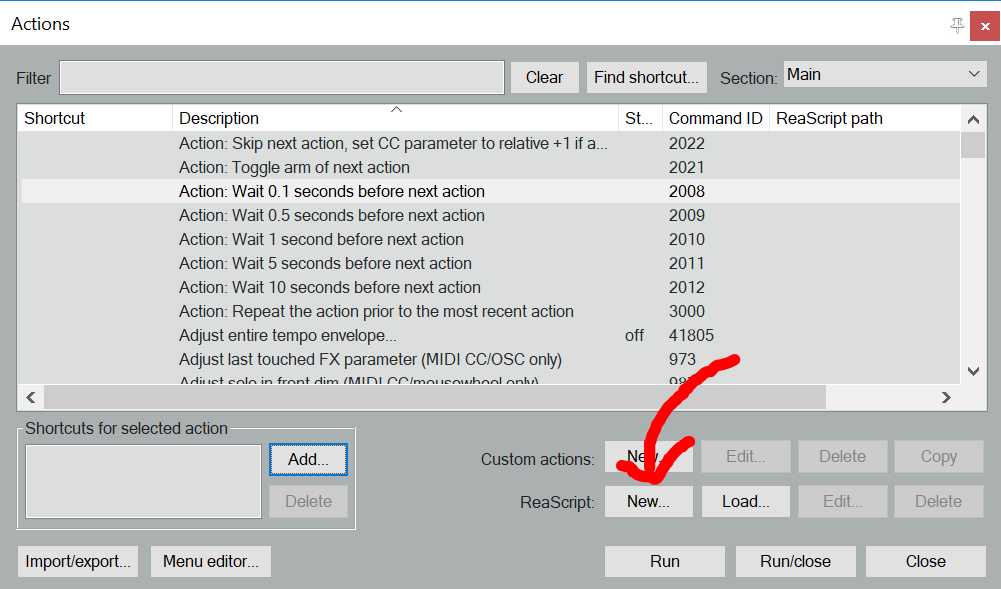 Actions
Filter Clear Find shortcut... Section: Main
Shortcut Description St... Command ID ReaScript path
Action: Skip next action, set CC parameter to relative +1 if a... 2022
Action: Toggle arm of next action 2021
Action: Wait 0.1 seconds before next action 2008
Action: Wait 0.5 seconds before next action 2009
Action: Wait 1 second before next action 2010
Action: Wait 5 seconds before next action 2011
Action: Wait 10 seconds before next action 2012
Action: Repeat the action prior to the most recent action 3000
Adjust entire tempo envelope... off 41805
Adjust last touched FX parameter (MIDI CC/OSC only) 973
Adjust solo in front dim (MIDI CC/mousewheel only)
Shortcuts for selected action
Add... Custom actions: New... Edit... Delete Copy
Delete ReaScript: New... Load... Edit... Delete
Import/export... Menu editor... Run Run/close Close